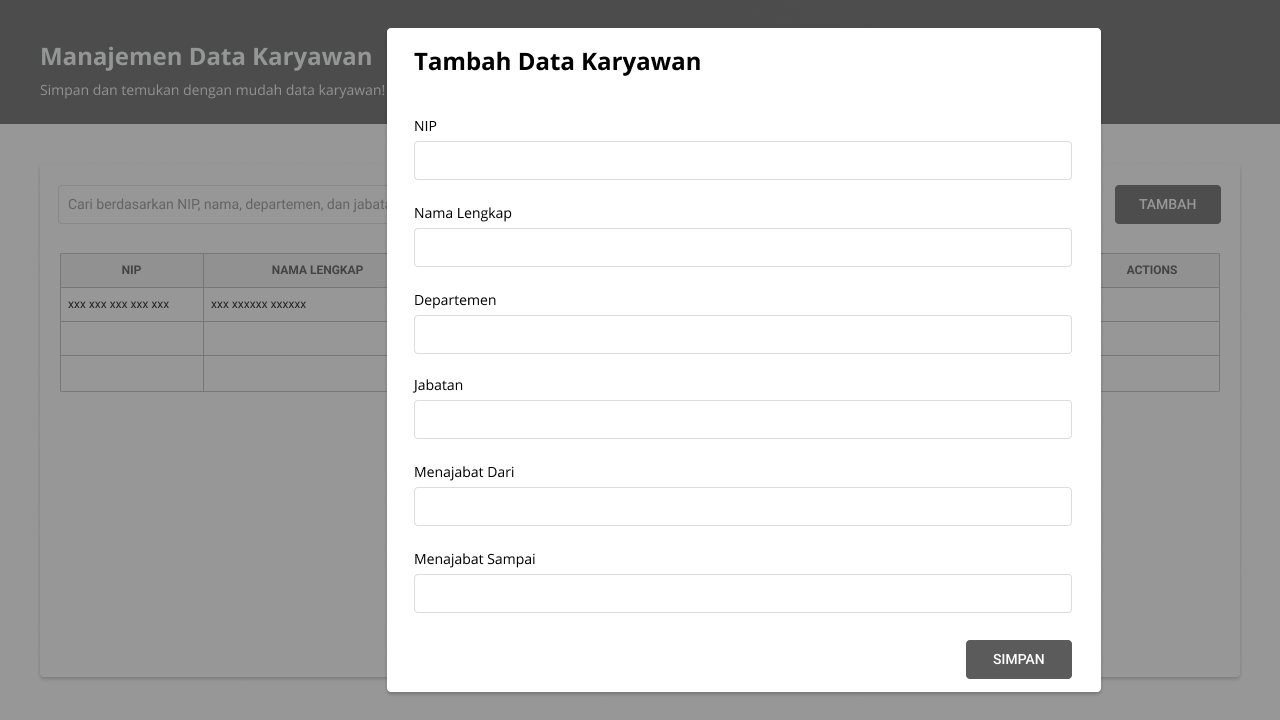 Manajemen Data Karyawan
Simpan dan temukan dengan mudah data karyawan!
Cari berdasarkan NIP, nama, departemen, dan
TAMBAH
NIP
NAMA LENGKAP
ACTIONS
xxx xxx xxx xxx xxx
xxx xxxxxx xxxxxx
Tambah Data Karyawan
NIP
Nama Lengkap
Departemen
Jabatan
Menajabat Dari
Menajabat Sampai
SIMPAN